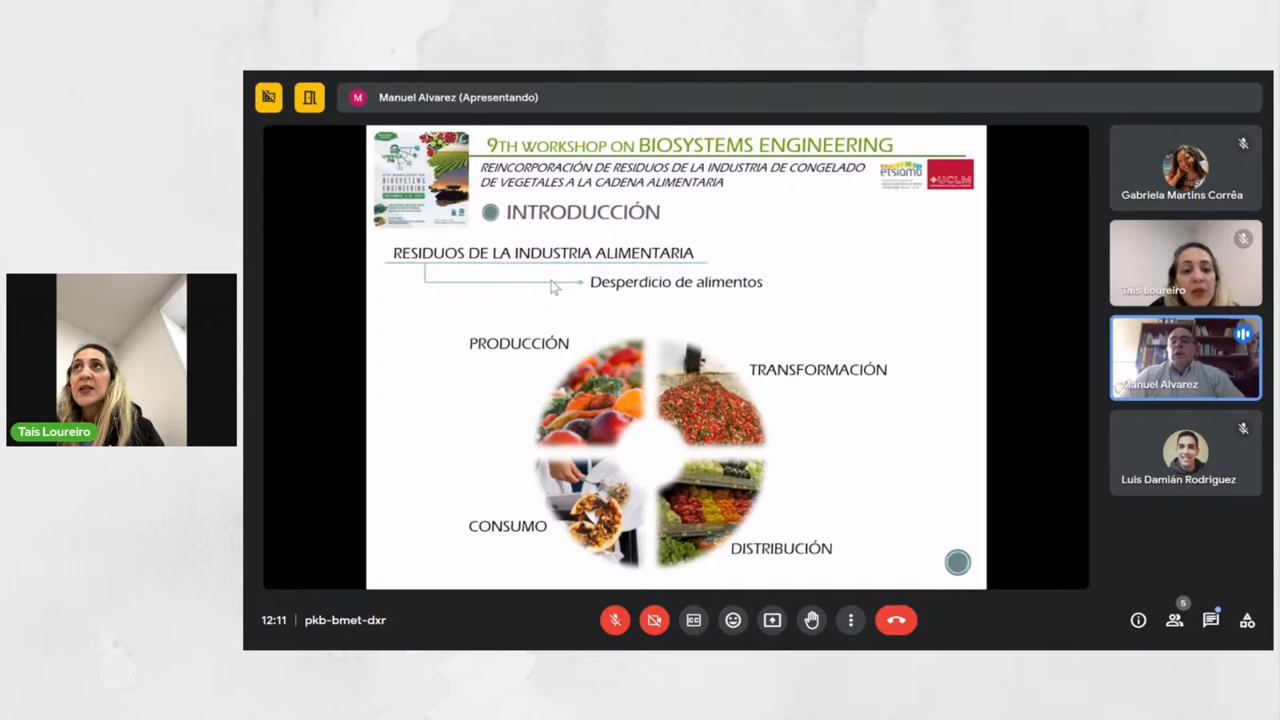 M Manuel Alvarez (Apresentando)
9TH WORKSHOP ON BIOSYSTEMS ENGINEERING
REINCORPORACIÓN DE RESIDUOS DE LA INDUSTRIA DE CONGELADO
DE VEGETALES A LA CADENA ALIMENTARIA
etsiamb
UCLM
BIOSYSTEMS
ENGINEERING
INTRODUCCIÓN
RESIDUOS DE LA INDUSTRIA ALIMENTARIA
Desperdicio de alimentos
PRODUCCIÓN
TRANSFORMACIÓN
CONSUMO
DISTRIBUCIÓN
Gabriela Martins Corrêa
Taís Loureiro
Manuel Alvarez
Luis Damián Rodriguez
Taís Loureiro
12:11 | pkb-bmet-dxr
5